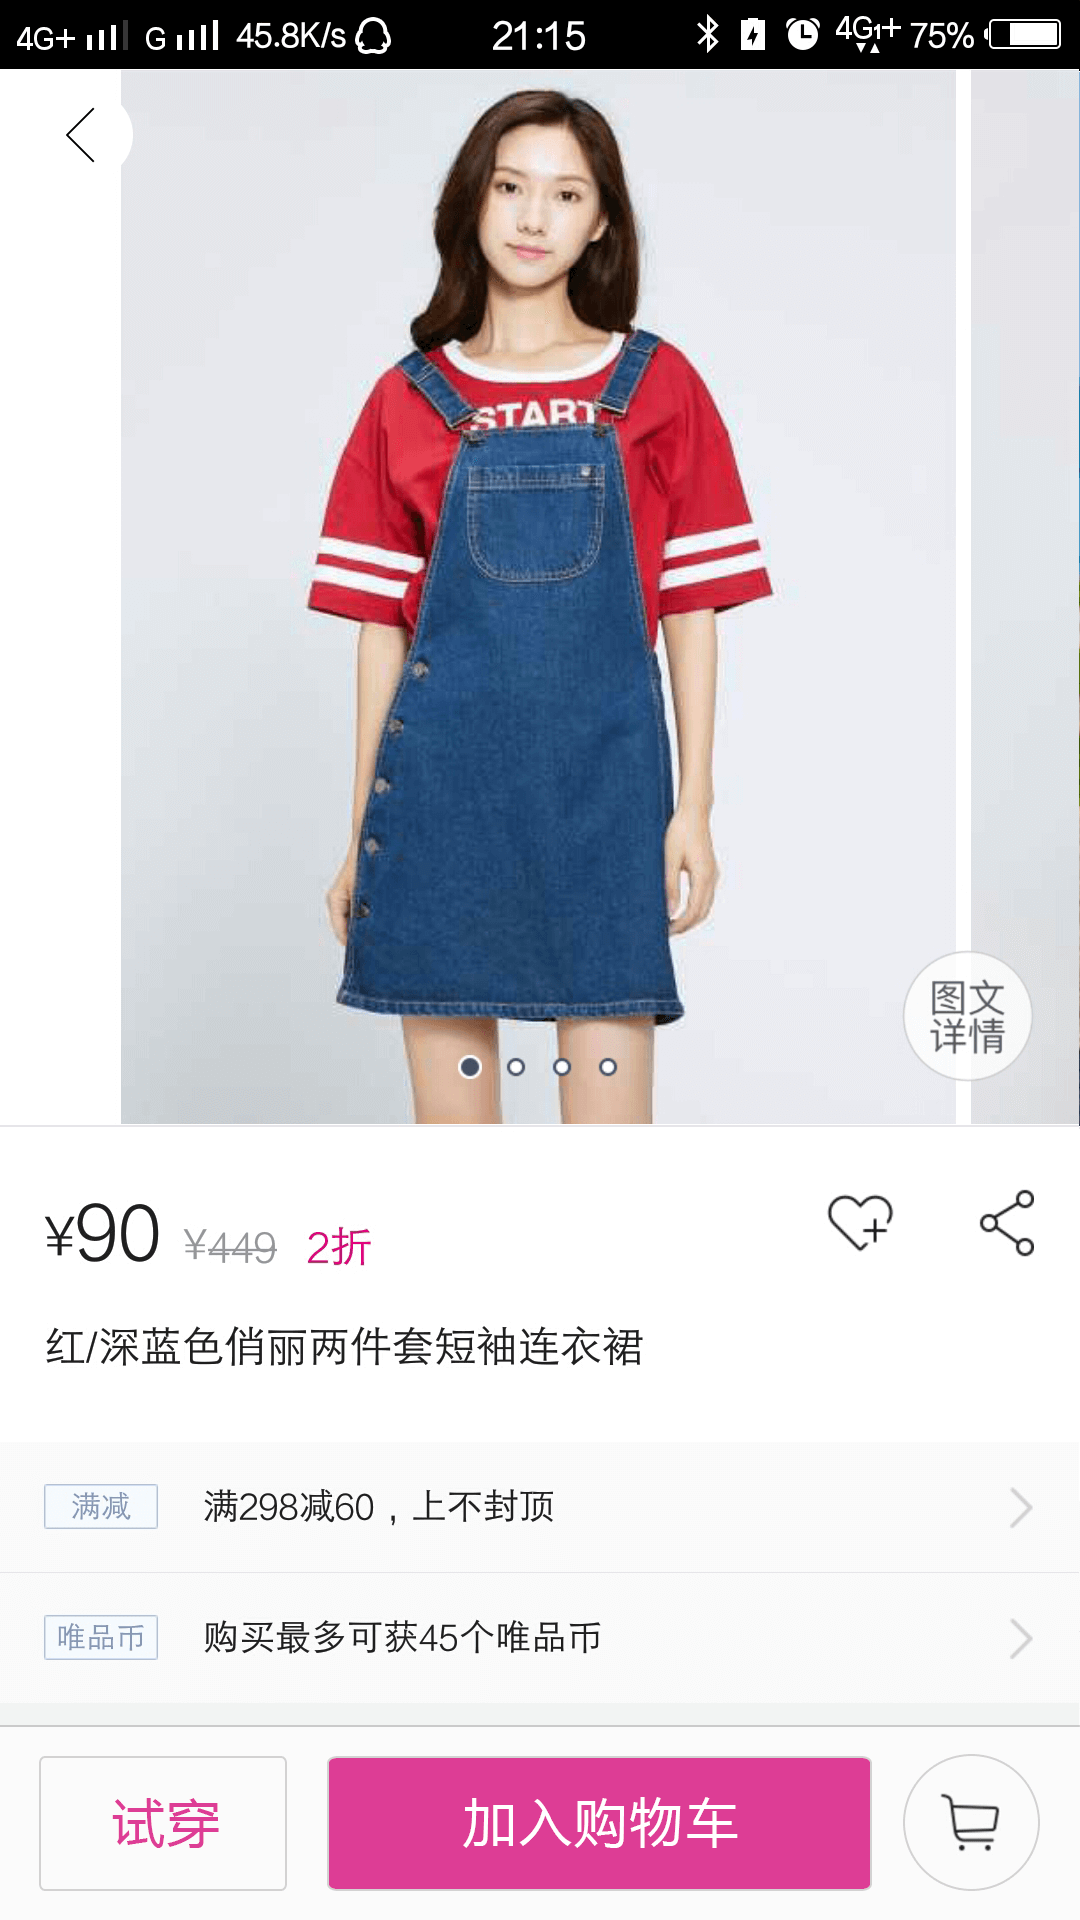 4G+ G 45.8K/s 21:15 4G1+ 75%
START
图文
详情
¥90 ¥449 2折
红/深蓝色俏丽两件套短袖连衣裙
满减 满298减60，上不封顶
唯品币 购买最多可获45个唯品币
试穿 加入购物车